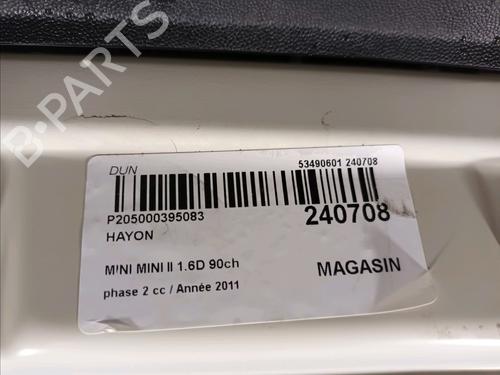 B-PARTS
DUN
53490601 240708
P205000395083
240708
HAYON
MINI MINI II 1.6D 90ch
MAGASIN
phase 2 cc / Année 2011